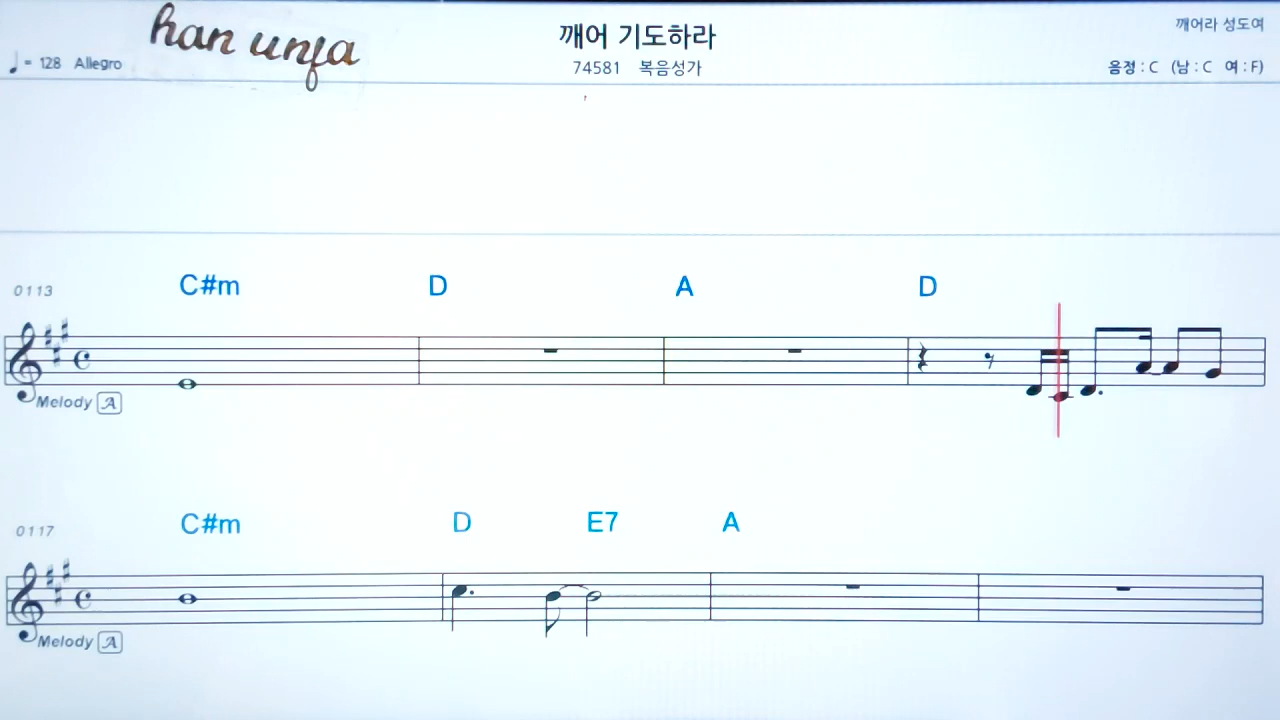 han unja
깨어 기도하라
깨어라 성도여
♩= 128 Allegro
74581 복음성가
음정 : C (남 : C 여 : F)
0113
C#m D A D
Melody A
0117
C#m D E7 A
Melody A